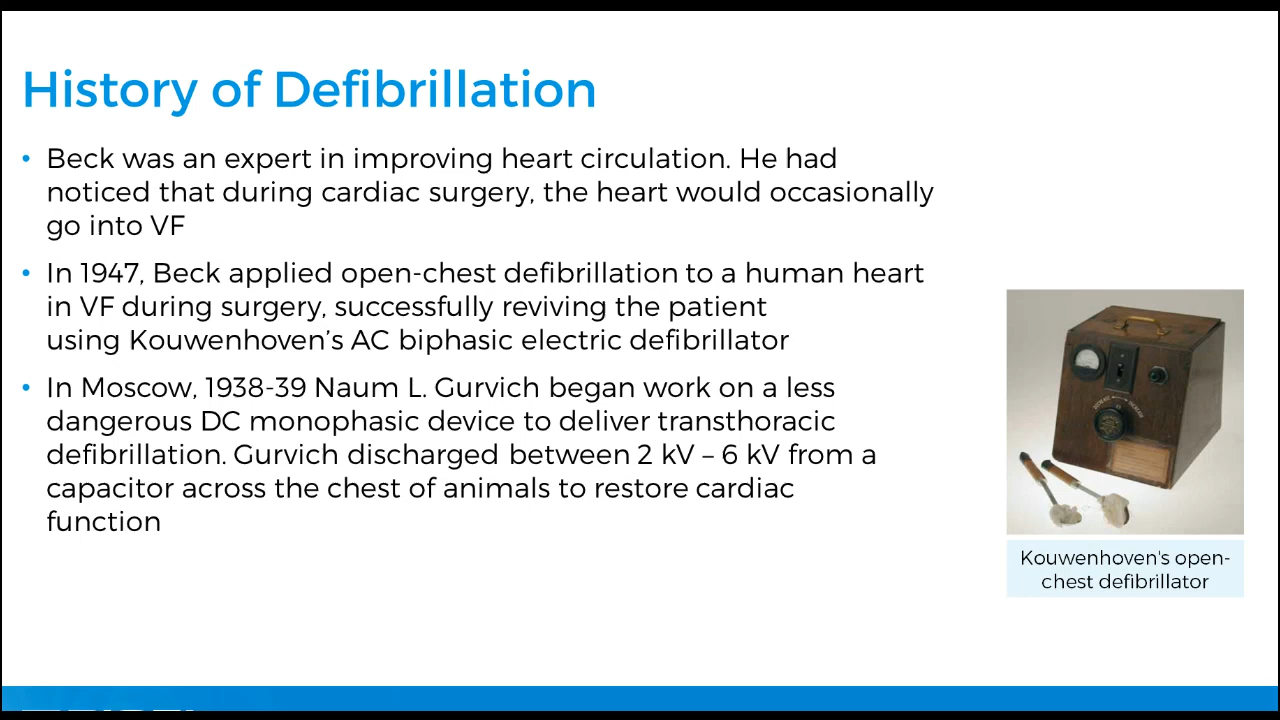 History of Defibrillation
• Beck was an expert in improving heart circulation. He had
noticed that during cardiac surgery, the heart would occasionally
go into VF
• In 1947, Beck applied open-chest defibrillation to a human heart
in VF during surgery, successfully reviving the patient
using Kouwenhoven’s AC biphasic electric defibrillator
• In Moscow, 1938-39 Naum L. Gurvich began work on a less
dangerous DC monophasic device to deliver transthoracic
defibrillation. Gurvich discharged between 2 kV – 6 kV from a
capacitor across the chest of animals to restore cardiac
function
Kouwenhoven's open-
chest defibrillator